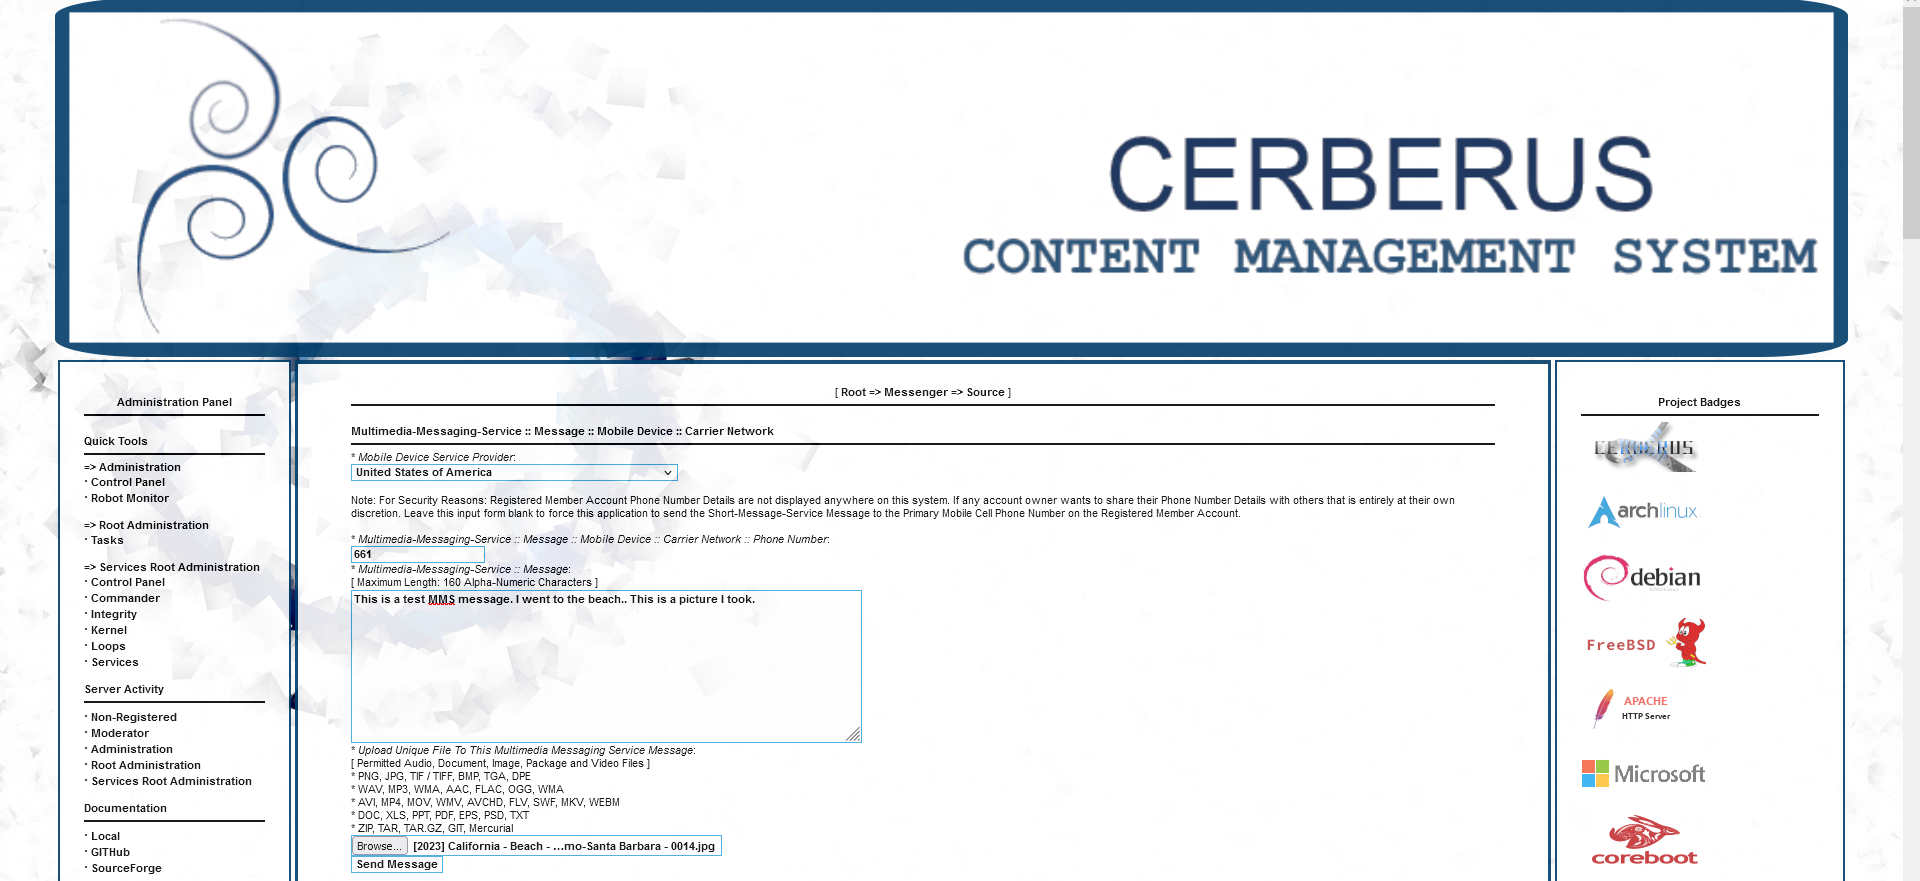 CERBERUS
CONTENT MANAGEMENT SYSTEM
Administration Panel
Quick Tools
=> Administration
· Control Panel
· Robot Monitor
=> Root Administration
· Tasks
=> Services Root Administration
· Control Panel
· Commander
· Integrity
· Kernel
· Loops
· Services
Server Activity
· Non-Registered
· Moderator
· Administration
· Root Administration
· Services Root Administration
Documentation
· Local
· GITHub
· SourceForge
[ Root => Messenger => Source ]
Multimedia-Messaging-Service :: Message :: Mobile Device :: Carrier Network
* Mobile Device Service Provider:
United States of America
Note: For Security Reasons: Registered Member Account Phone Number Details are not displayed anywhere on this system. If any account owner wants to share their Phone Number Details with others that is entirely at their own
discretion. Leave this input form blank to force this application to send the Short-Message-Service Message to the Primary Mobile Cell Phone Number on the Registered Member Account.
* Multimedia-Messaging-Service :: Message :: Mobile Device :: Carrier Network :: Phone Number:
661
* Multimedia-Messaging-Service :: Message:
[ Maximum Length: 160 Alpha-Numeric Characters ]
This is a test MMS message. I went to the beach.. This is a picture I took.
* Upload Unique File To This Multimedia Messaging Service Message:
[ Permitted Audio, Document, Image, Package and Video Files ]
* PNG, JPG, TIF / TIFF, BMP, TGA, DPE
* WAV, MP3, WMA, AAC, FLAC, OGG, WMA
* AVI, MP4, MOV, WMV, AVCHD, FLV, SWF, MKV, WEBM
* DOC, XLS, PPT, PDF, EPS, PSD, TXT
* ZIP, TAR, TAR.GZ, GIT, Mercurial
Browse... [2023] California - Beach - ...mo-Santa Barbara - 0014.jpg
Send Message
Project Badges
CERBERUS
archlinux
debian
FreeBSD
APACHE
HTTP Server
Microsoft
coreboot